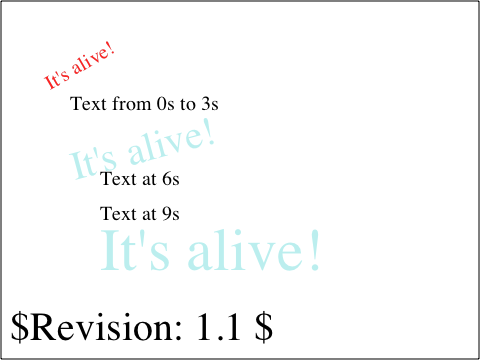 It's alive!
Text from 0s to 3s
It's alive!
Text at 6s
Text at 9s
It's alive!
$Revision: 1.1 $